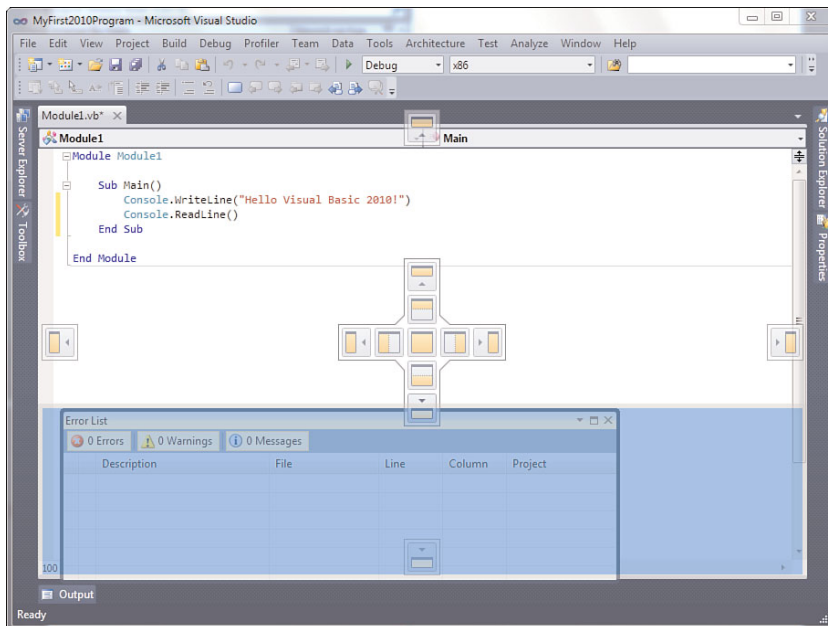 MyFirst2010Program - Microsoft Visual Studio
File Edit View Project Build Debug Profiler Team Data Tools Architecture Test Analyze Window Help
Debug x86
Module1.vb* ×
Module1 Main
Server Explorer
Toolbox
Solution Explorer
Properties
Module Module1
Sub Main()
Console.WriteLine("Hello Visual Basic 2010!")
Console.ReadLine()
End Sub
End Module
Error List
0 Errors 0 Warnings 0 Messages
Description File Line Column Project
100
Output
Ready